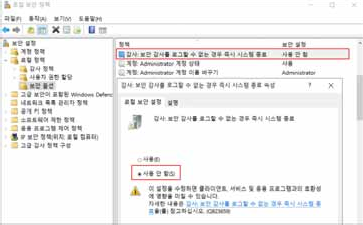 로컬 보안 정책
파일(F) 동작(A) 보기(V) 도움말(H)
보안 설정
계정 정책
로컬 정책
감사 정책
사용자 권한 할당
보안 옵션
고급 보안이 포함된 Windows Defend
네트워크 목록 관리자 정책
공개 키 정책
소프트웨어 제한 정책
응용 프로그램 제어 정책
IP 보안 정책(위치: 로컬 컴퓨터)
고급 감사 정책 구성
정책 보안 설정
감사: 보안 감사를 로그할 수 없는 경우 즉시 시스템 종료 사용 안 함
계정: Administrator 계정 상태 사용
계정: Administrator 계정 이름 바꾸기 Administrator
감사: 보안 감사를 로그할 수 없는 경우 즉시 시스템 종료 속성
로컬 보안 설정 설명
감사: 보안 감사를 로그할 수 없는 경우 즉시 시스템 종료
사용(E)
사용 안 함(S)
이 설정을 수정하면 클라이언트, 서비스 및 응용 프로그램과의 호환성
에 영향을 미칠 수 있습니다.
자세한 내용은 감사: 보안 감사를 로그할 수 없는 경우 즉시 시스템 종
료을(를) 참고하십시오. (Q823659)